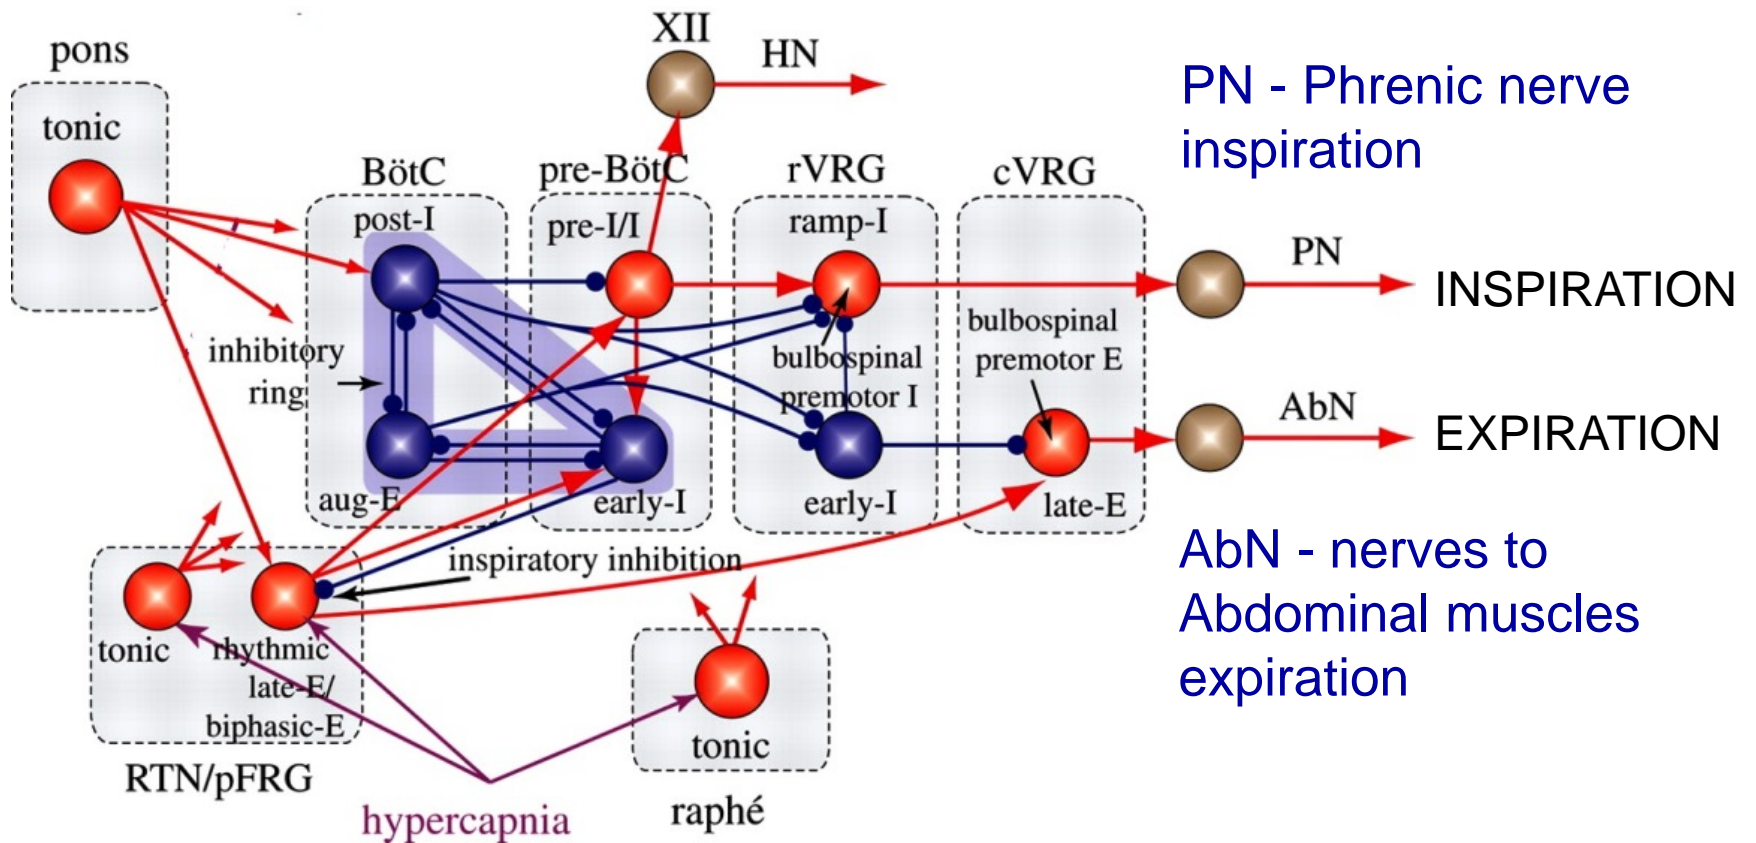 pons
tonic
XII
HN
PN - Phrenic nerve
inspiration
BötC
post-I
pre-BötC
pre-I/I
rVRG
ramp-I
cVRG
PN
INSPIRATION
inhibitory
ring
bulbospinal
premotor I
bulbospinal
premotor E
AbN
EXPIRATION
aug-E
early-I
early-I
late-E
inspiratory inhibition
AbN - nerves to
Abdominal muscles
expiration
tonic
rhythmic
late-E/
biphasic-E
RTN/pFRG
tonic
raphé
hypercapnia